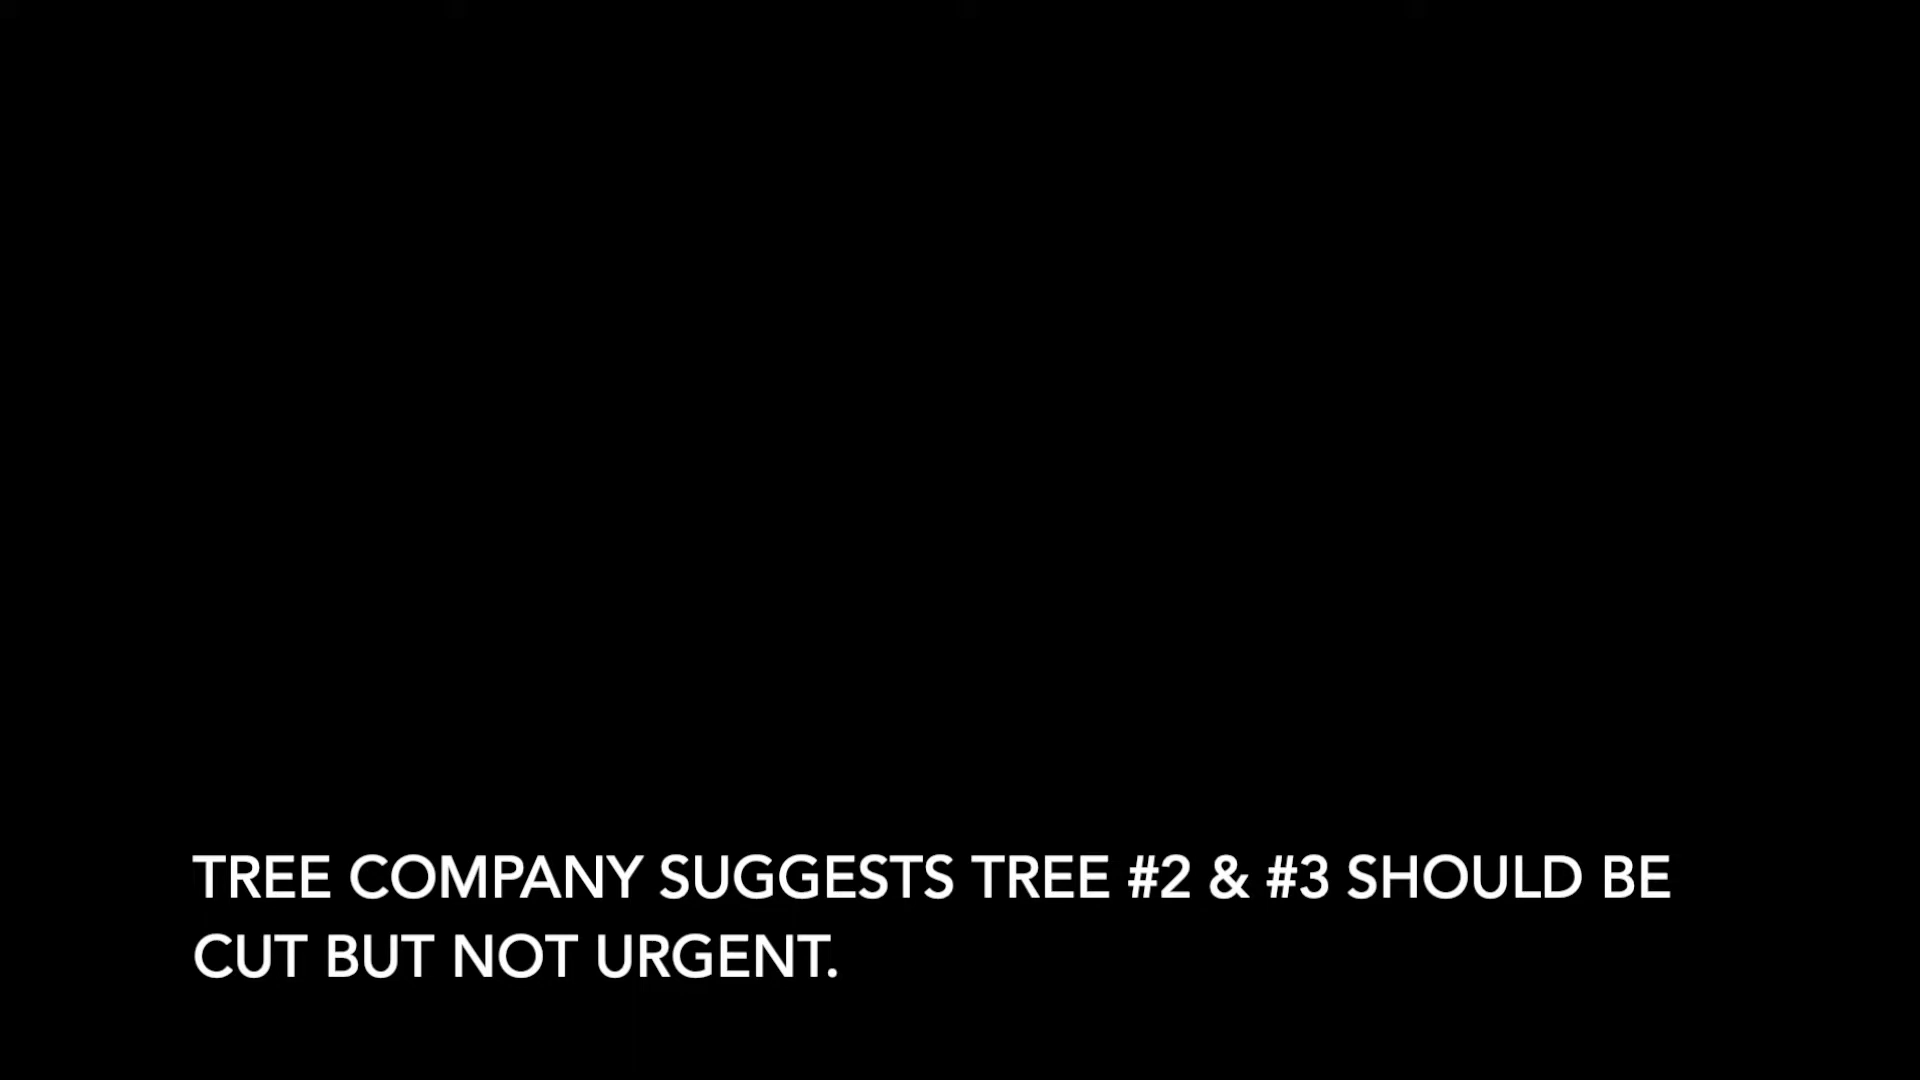 TREE COMPANY SUGGESTS TREE #2 & #3 SHOULD BE
CUT BUT NOT URGENT.